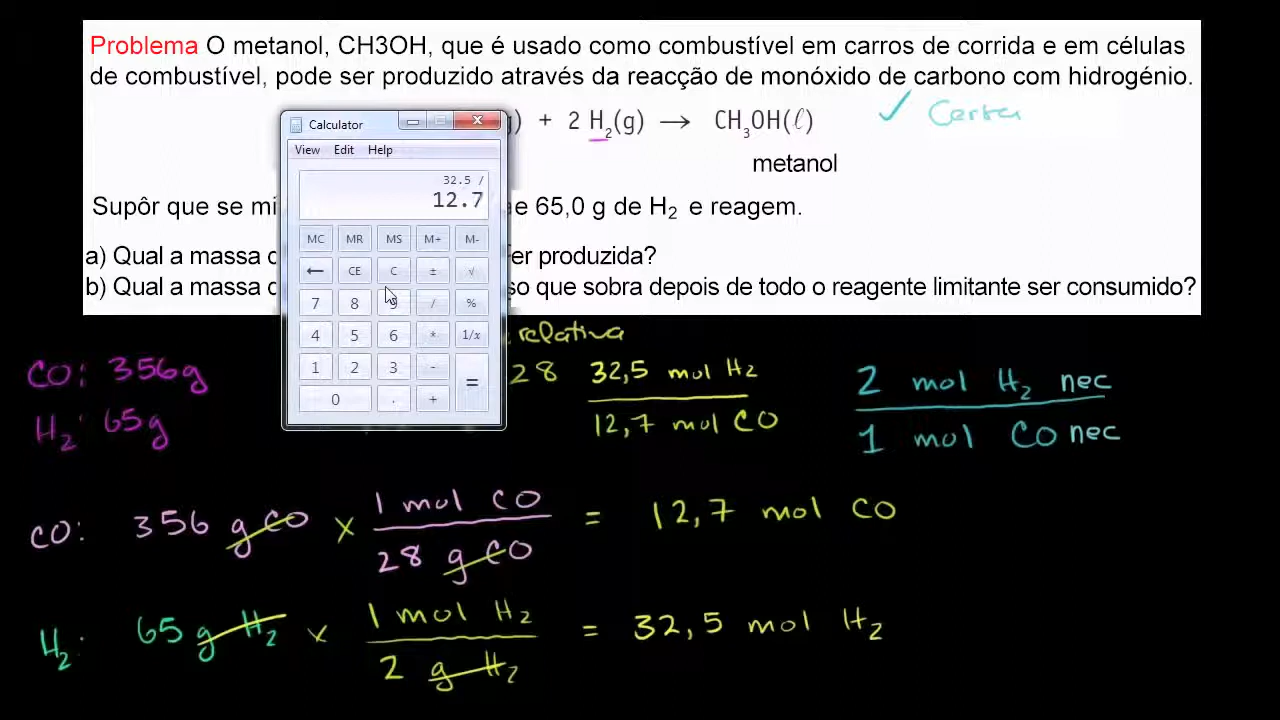 Problema O metanol, CH3OH, que é usado como combustível em carros de corrida e em células
de combustível, pode ser produzido através da reacção de monóxido de carbono com hidrogénio.
) + 2 H₂(g) → CH₃OH(ℓ) ✓ Certa
metanol
Supôr que se mi e 65,0 g de H₂ e reagem.
a) Qual a massa er produzida?
b) Qual a massa so que sobra depois de todo o reagente limitante ser consumido?
Calculator
View Edit Help
32.5 /
12.7
MC MR MS M+ M-
← CE C ± √
7 8 9 / %
4 5 6 * 1/x
1 2 3 - =
0 . +
relativa
CO: 356g
H₂: 65g
28
32,5 mol H₂
12,7 mol CO
2 mol H₂ nec
1 mol CO nec
CO: 356 g CO x 1 mol CO = 12,7 mol CO
28 g CO
H₂: 65 g H₂ x 1 mol H₂ = 32,5 mol H₂
2 g H₂